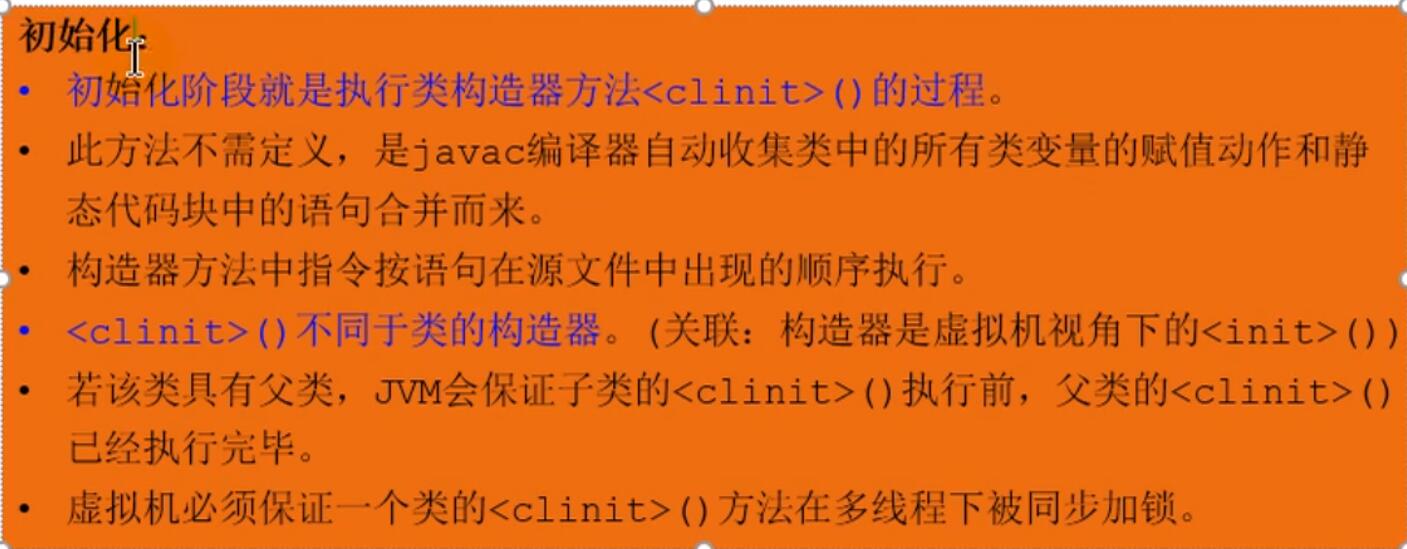 初始化：
• 初始化阶段就是执行类构造器方法<clinit>()的过程。
• 此方法不需定义，是javac编译器自动收集类中的所有类变量的赋值动作和静
态代码块中的语句合并而来。
• 构造器方法中指令按语句在源文件中出现的顺序执行。
• <clinit>()不同于类的构造器。(关联：构造器是虚拟机视角下的<init>())
• 若该类具有父类，JVM会保证子类的<clinit>()执行前，父类的<clinit>()
已经执行完毕。
• 虚拟机必须保证一个类的<clinit>()方法在多线程下被同步加锁。